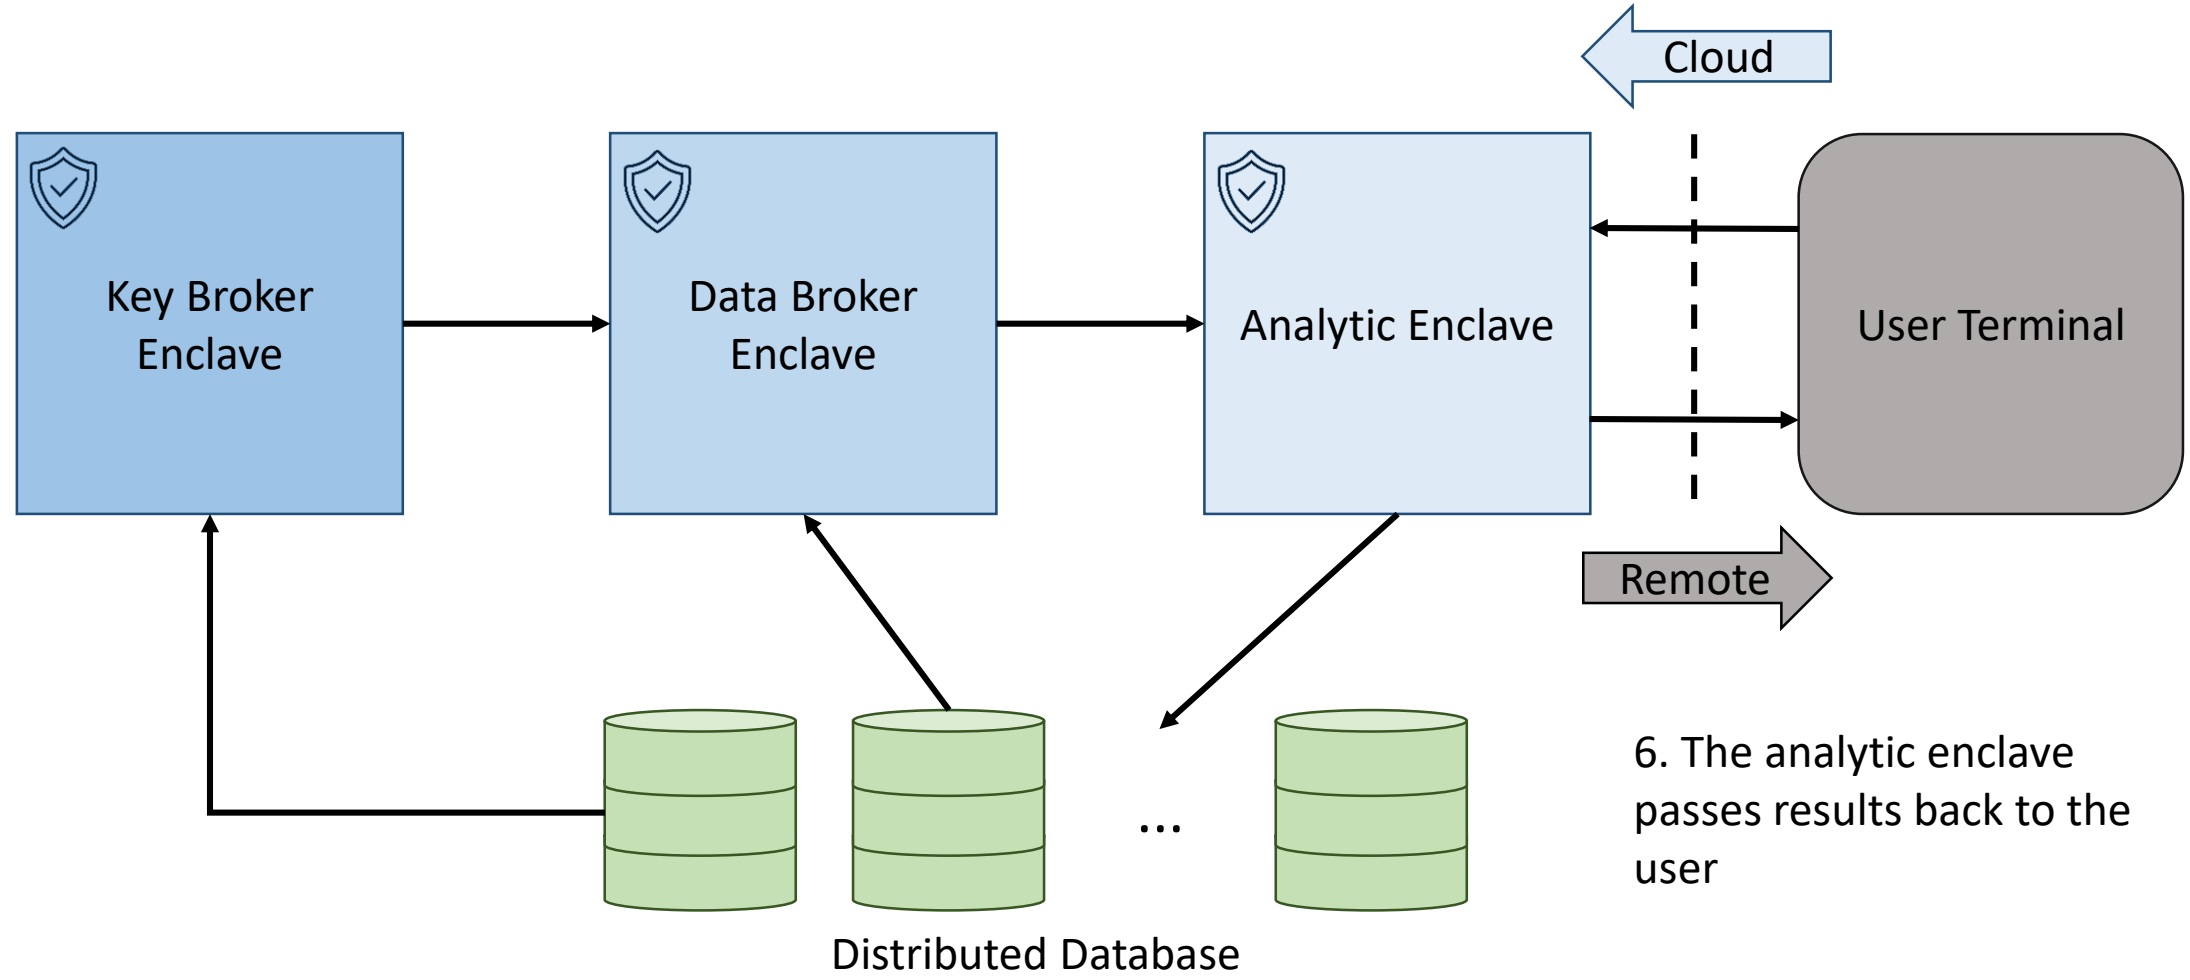 Cloud
Key Broker
Enclave
Data Broker
Enclave
Analytic Enclave
User Terminal
Remote
6. The analytic enclave
passes results back to the
user
...
Distributed Database